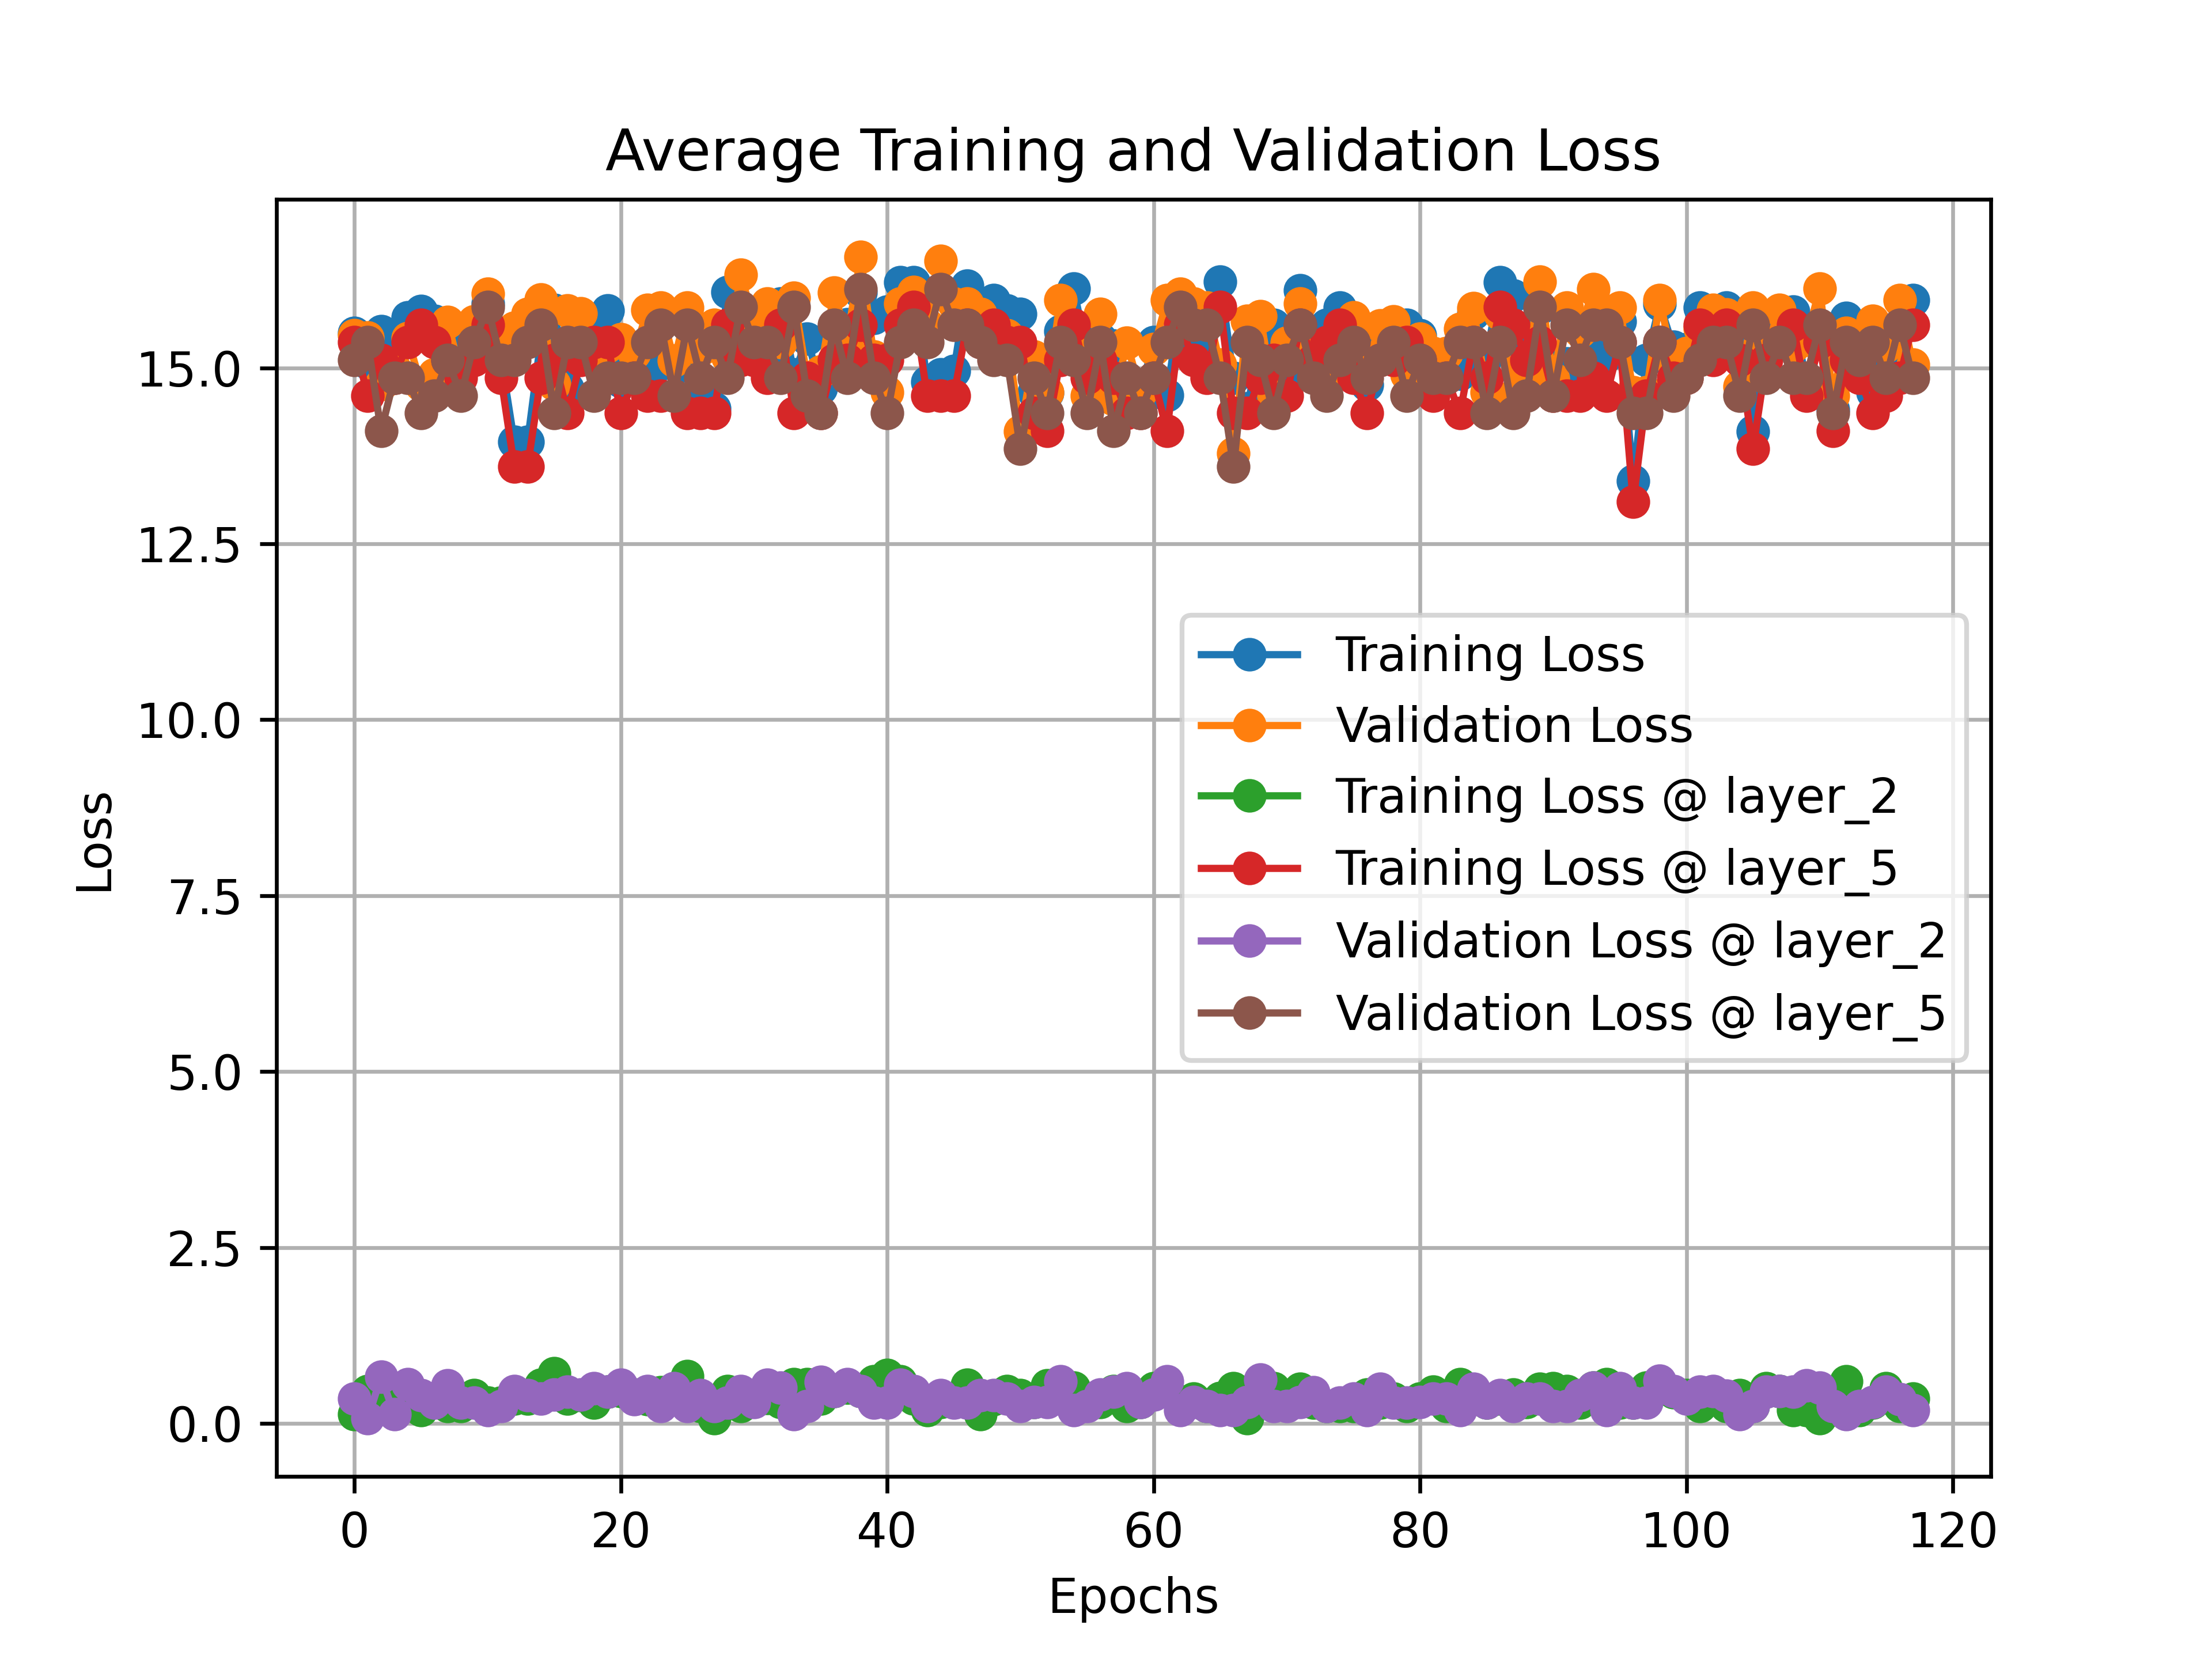 Average Training and Validation Loss
Loss
15.0
12.5
10.0
7.5
5.0
2.5
0.0
Training Loss
Validation Loss
Training Loss @ layer_2
Training Loss @ layer_5
Validation Loss @ layer_2
Validation Loss @ layer_5
0 20 40 60 80 100 120
Epochs